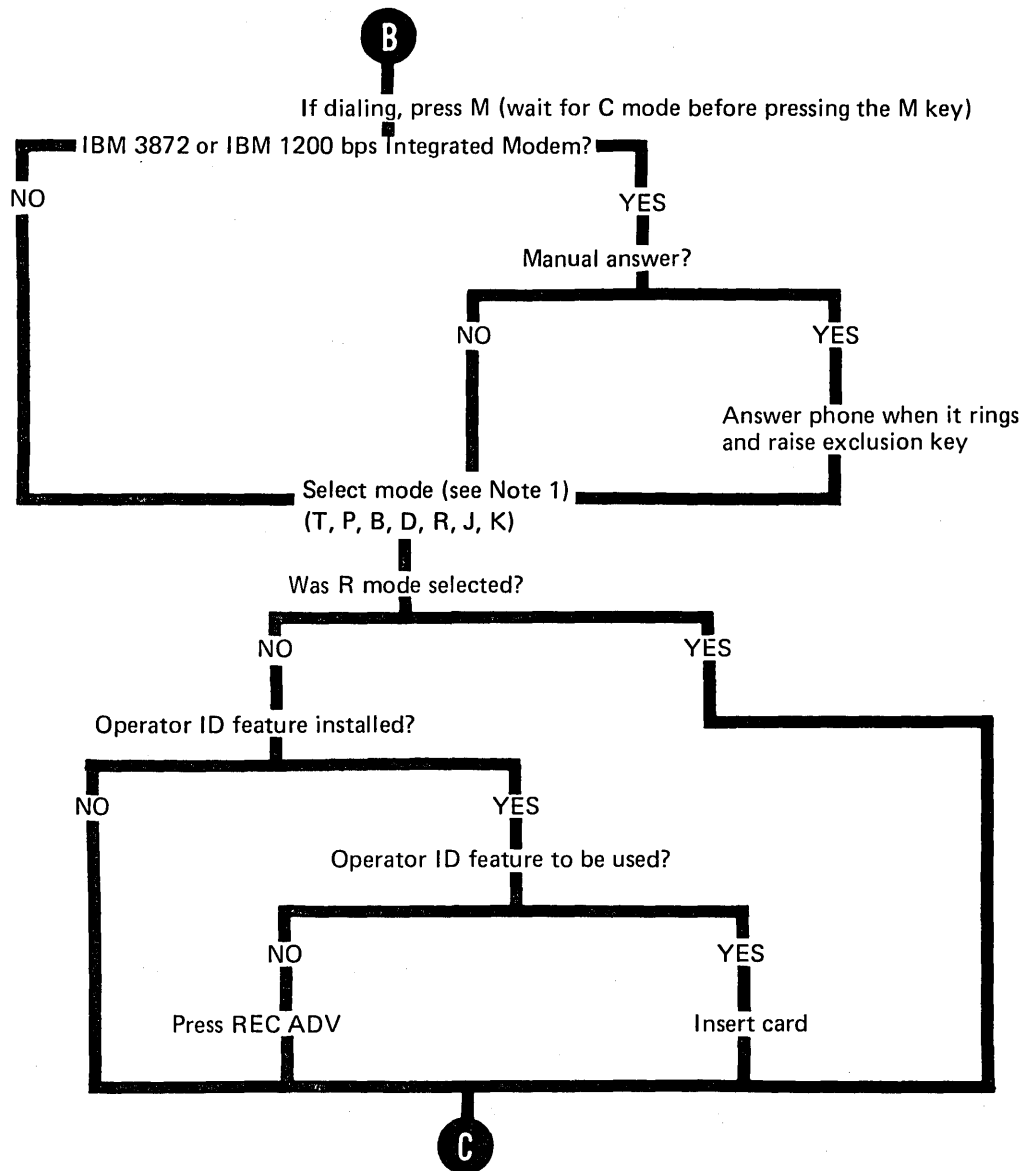 B
If dialing, press M (wait for C mode before pressing the M key)
IBM 3872 or IBM 1200 bps Integrated Modem?
NO
YES
Manual answer?
NO
YES
Answer phone when it rings
and raise exclusion key
Select mode (see Note 1)
(T, P, B, D, R, J, K)
Was R mode selected?
NO
YES
Operator ID feature installed?
NO
YES
Operator ID feature to be used?
NO
YES
Press REC ADV
Insert card
C